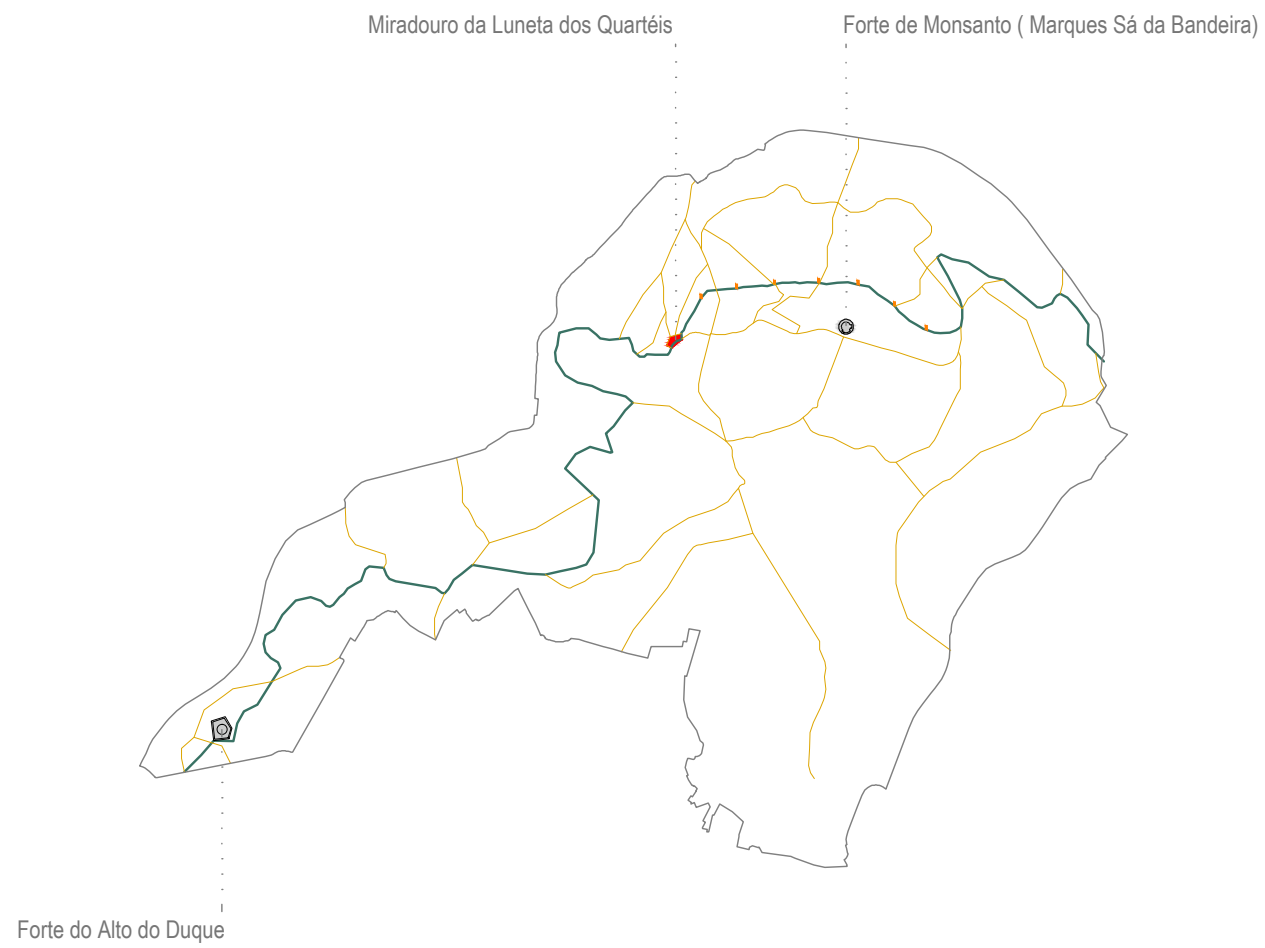 Miradouro da Luneta dos Quartéis
Forte de Monsanto ( Marques Sá da Bandeira)
Forte do Alto do Duque